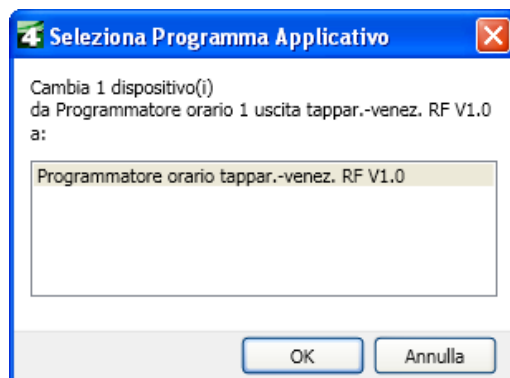 4 Seleziona Programma Applicativo
Cambia 1 dispositivo(i)
da Programmatore orario 1 uscita tappar.-venez. RF V1.0
a:
Programmatore orario tappar.-venez. RF V1.0
OK Annulla